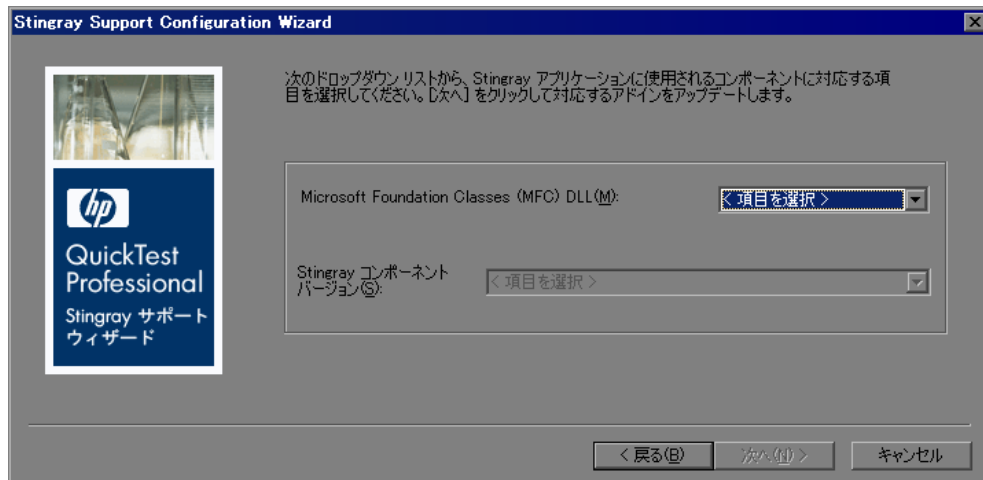 Stingray Support Configuration Wizard
次のドロップダウン リストから、Stingray アプリケーションに使用されるコンポーネントに対応する項
目を選択してください。[次へ] をクリックして対応するアドインをアップデートします。
hp
QuickTest
Professional
Stingray サポート
ウィザード
Microsoft Foundation Classes (MFC) DLL(M):
< 項目を選択 >
Stingray コンポーネント
バージョン(S):
< 項目を選択 >
< 戻る(B)
次へ(N) >
キャンセル